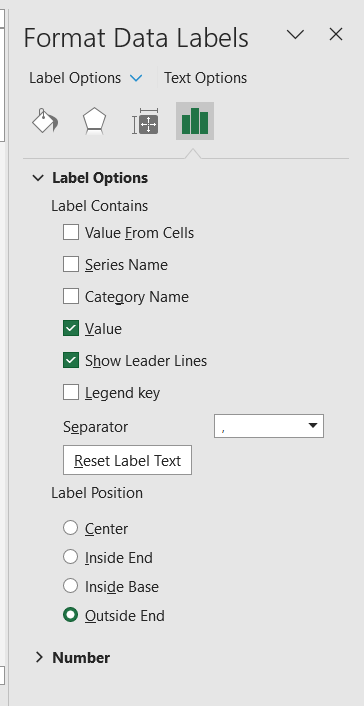 Format Data Labels
Label Options Text Options
Label Options
Label Contains
Value From Cells
Series Name
Category Name
Value
Show Leader Lines
Legend key
Separator ,
Reset Label Text
Label Position
Center
Inside End
Inside Base
Outside End
Number